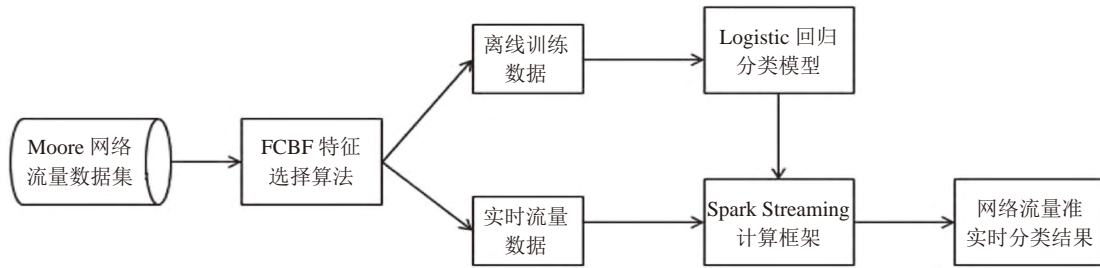 Moore 网络
流量数据集
FCBF 特征
选择算法
离线训练
数据
Logistic 回归
分类模型
实时流量
数据
Spark Streaming
计算框架
网络流量准
实时分类结果